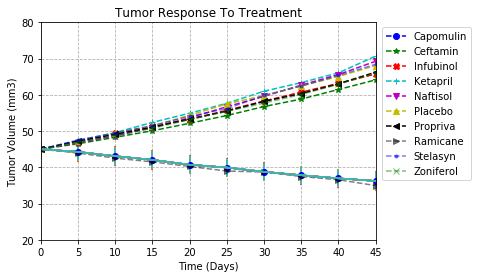 Tumor Response To Treatment
Tumor Volume (mm3)
80
70
60
50
40
30
20
0 5 10 15 20 25 30 35 40 45
Time (Days)
Capomulin
Ceftamin
Infubinol
Ketapril
Naftisol
Placebo
Propriva
Ramicane
Stelasyn
Zoniferol